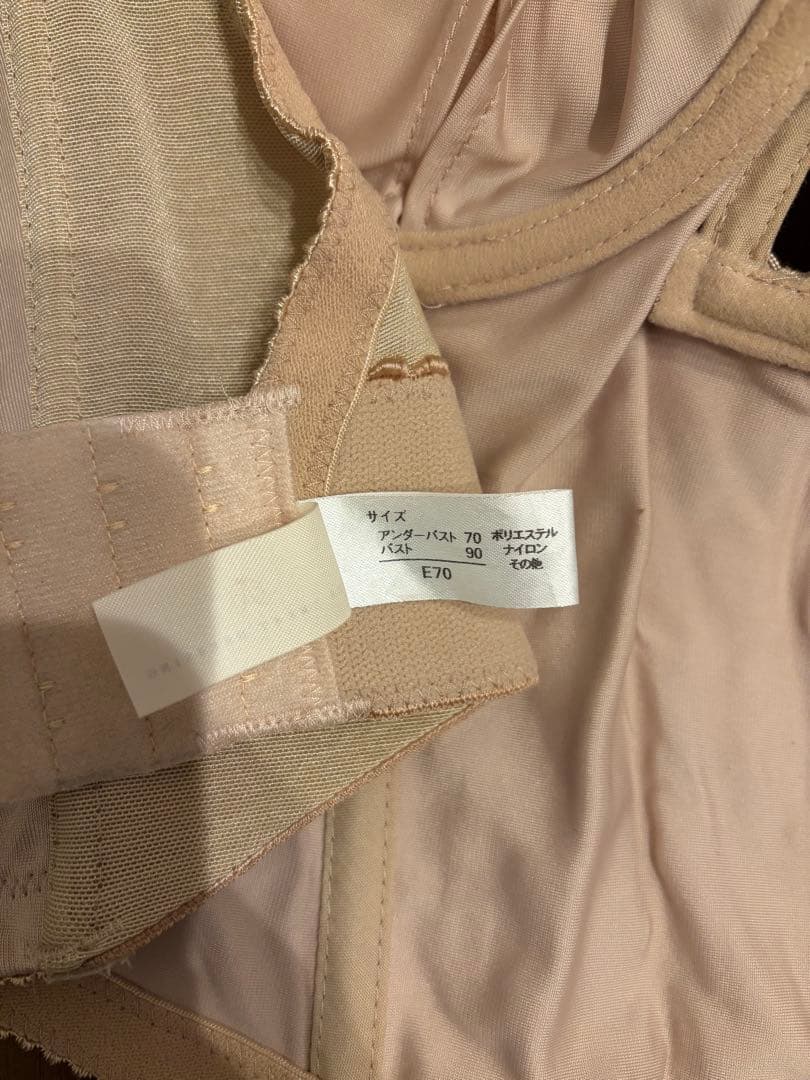 サイズ
アンダーバスト 70 ポリエステル
バスト 90 ナイロン
E70 その他